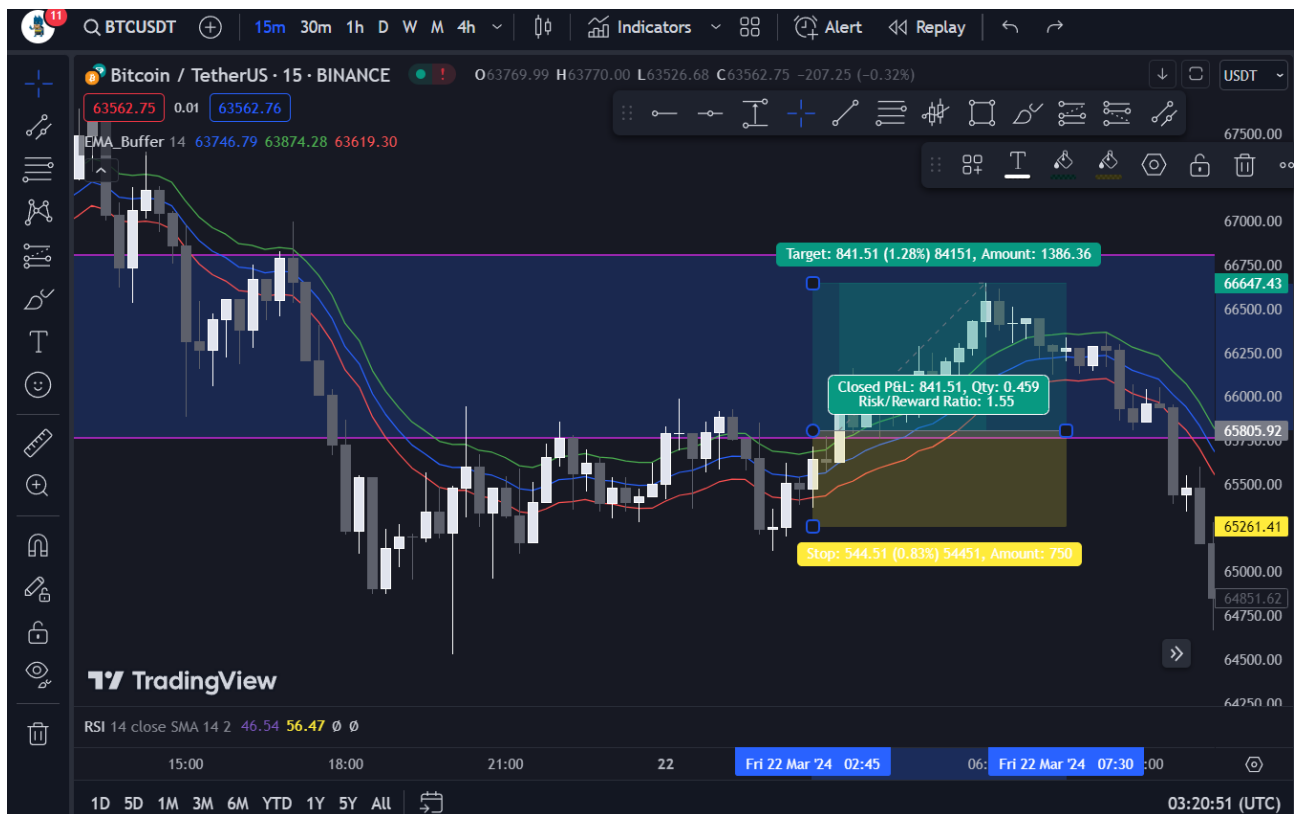 11
BTCUSDT 15m 30m 1h D W M 4h Indicators Alert Replay
Bitcoin / TetherUS · 15 · BINANCE ! O63769.99 H63770.00 L63526.68 C63562.75 −207.25 (−0.32%) USDT
63562.75 0.01 63562.76
EMA_Buffer 14 63746.79 63874.28 63619.30
67500.00
T
67000.00
Target: 841.51 (1.28%) 84151, Amount: 1386.36
66750.00
66647.43
66500.00
66250.00
Closed P&L: 841.51, Qty: 0.459
Risk/Reward Ratio: 1.55
66000.00
65805.92
65750.00
65500.00
65261.41
Stop: 544.51 (0.83%) 54451, Amount: 750
65000.00
64851.62
64750.00
64500.00
TradingView
64250.00
RSI 14 close SMA 14 2 46.54 56.47 Ø Ø
15:00 18:00 21:00 22 Fri 22 Mar '24 02:45 06: Fri 22 Mar '24 07:30 :00
1D 5D 1M 3M 6M YTD 1Y 5Y All 03:20:51 (UTC)